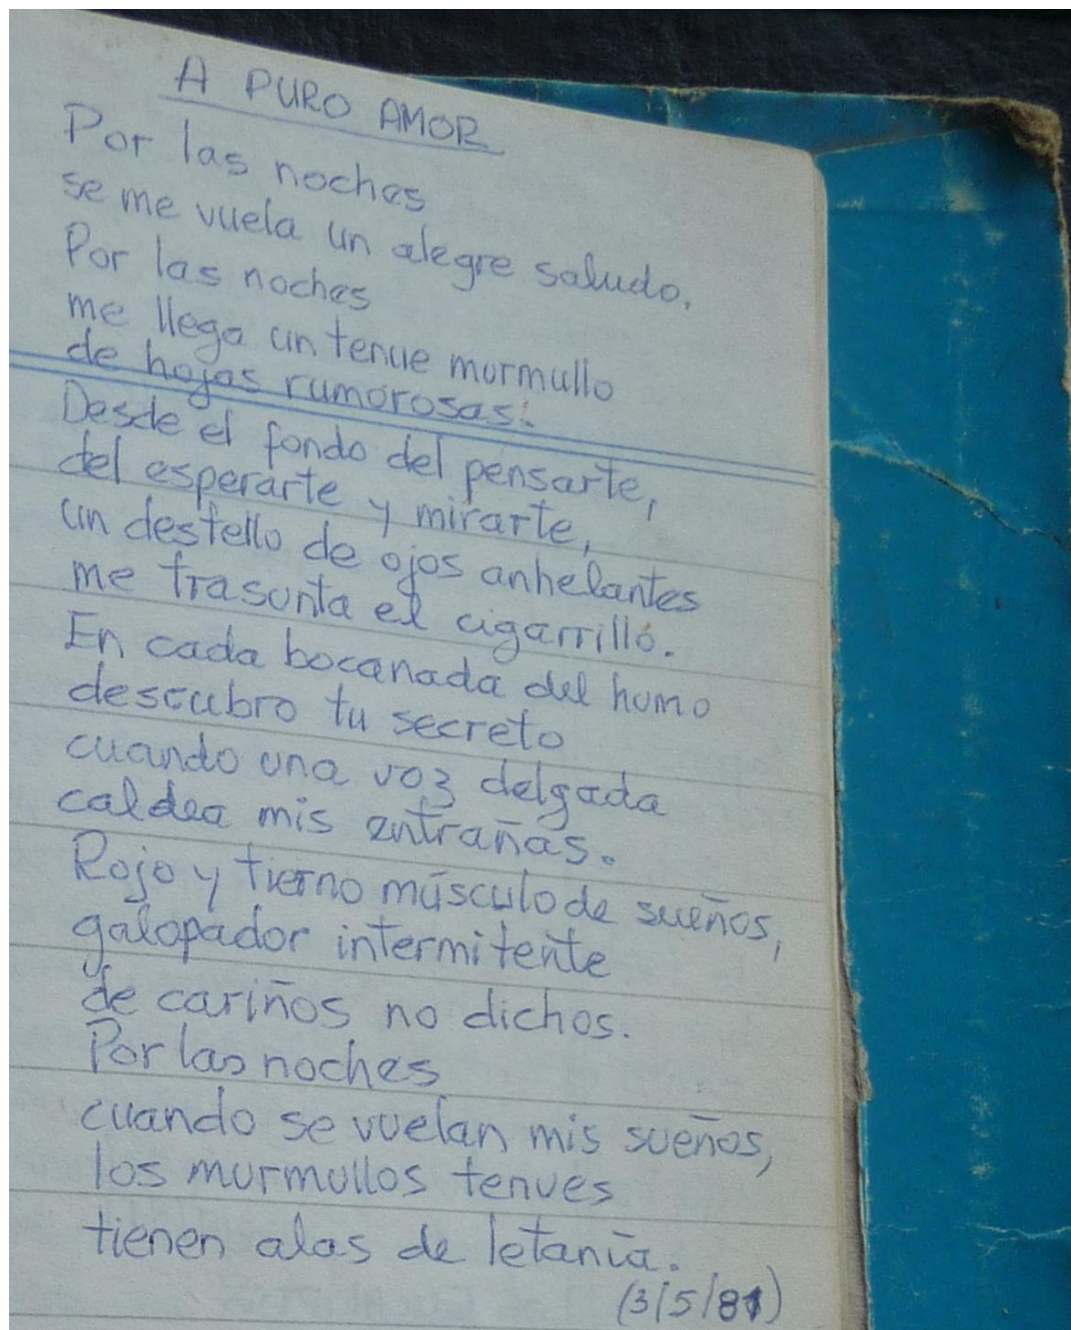 A PURO AMOR
Por las noches
se me vuela un alegre saludo.
Por las noches
me llega un tenue murmullo
de hojas rumorosas.
Desde el fondo del pensarte,
del esperarte y mirarte,
un destello de ojos anhelantes
me trasunta el cigarrillo.
En cada bocanada del humo
descubro tu secreto
cuando una voz delgada
caldea mis entrañas.
Rojo y tierno músculo de sueños,
galopador intermitente
de cariños no dichos.
Por las noches
cuando se vuelan mis sueños,
los murmullos tenues
tienen alas de letanía.
(3/5/81)